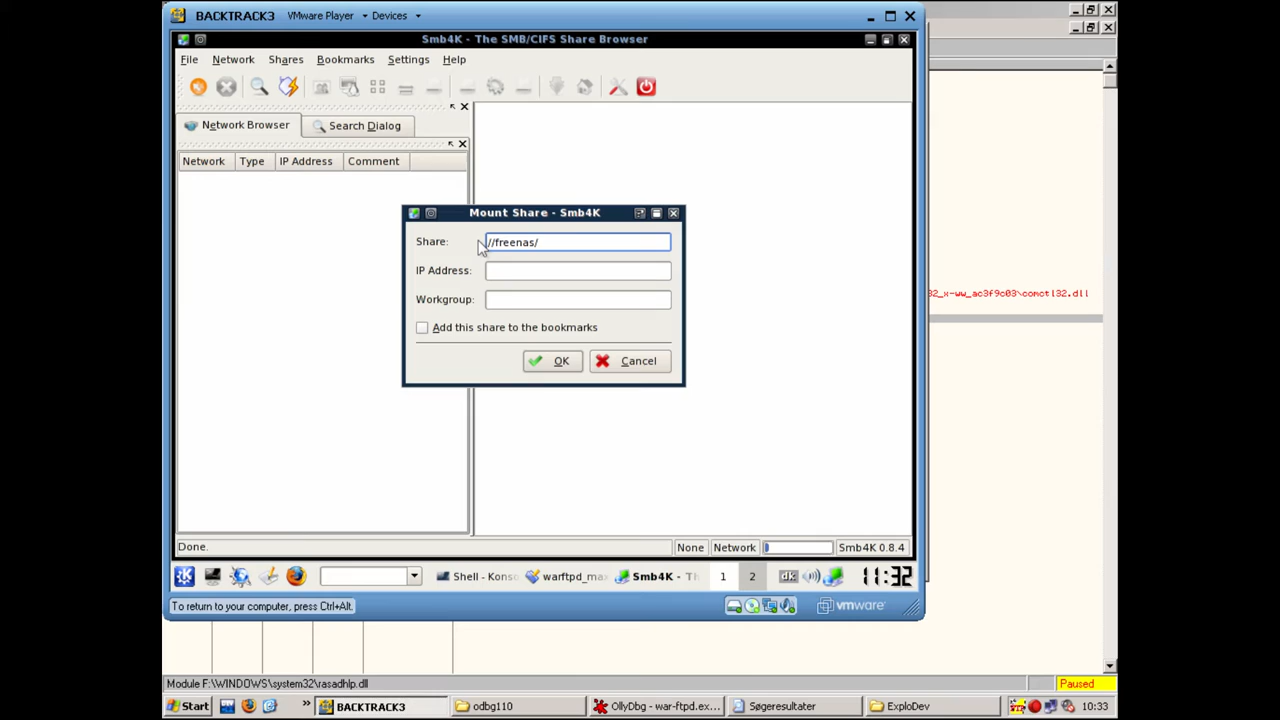 BACKTRACK3 VMware Player Devices
Smb4K - The SMB/CIFS Share Browser
File Network Shares Bookmarks Settings Help
Network Browser Search Dialog
Network Type IP Address Comment
Mount Share - Smb4K
Share: //freenas/
IP Address:
Workgroup:
Add this share to the bookmarks
OK Cancel
32_x-ww_ac3f9c03\comctl32.dll
Done. None Network Smb4K 0.8.4
Shell - Konso warftpd_ma Smb4K - Th 1 2 dk 11:32
To return to your computer, press Ctrl+Alt. vmware
Module F:\WINDOWS\system32\rasadhlp.dll Paused
Start » BACKTRACK3 odbg110 OllyDbg - war-ftpd.ex... Søgeresultater ExploDev 10:33